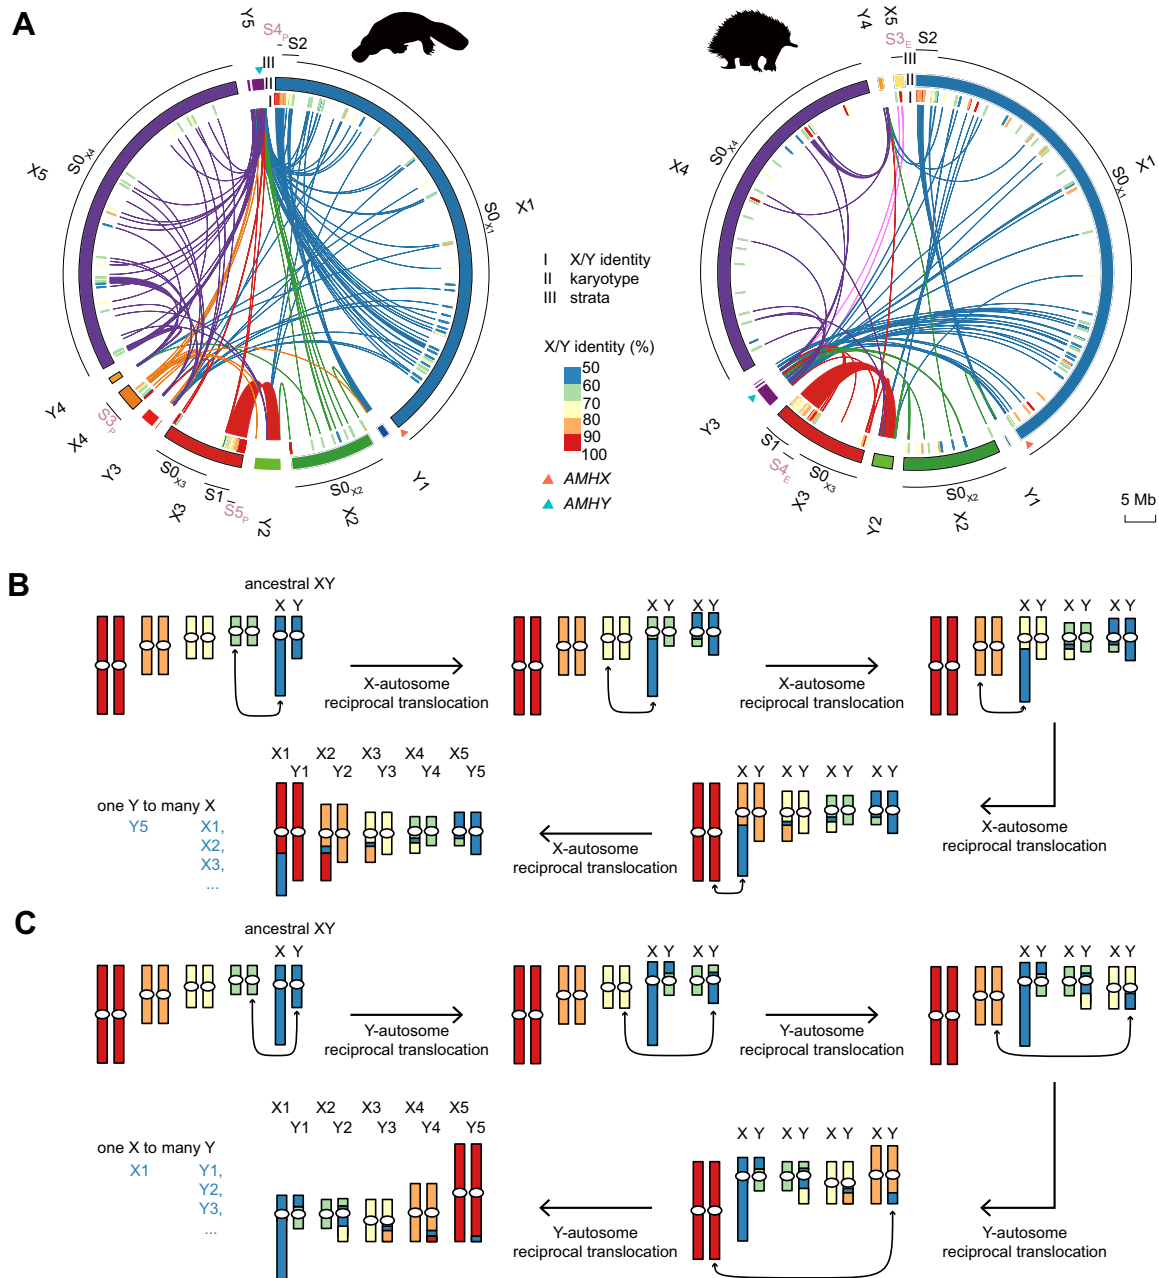 A
Y5
S4P
S2
III
II
I
X1
S0X1
X5
S0X4
Y4
X4
S3P
Y3
X3
S0X3
S1
S5P
Y2
X2
S0X2
Y1
I X/Y identity
II karyotype
III strata
X/Y identity (%)
50
60
70
80
90
100
AMHX
AMHY
Y4
X5
S3E
S2
III
II
I
X1
S0X1
X4
S0X4
Y3
S1
S4E
S0X3
X3
Y2
X2
S0X2
Y1
5 Mb
B
ancestral XY
X Y
X-autosome
reciprocal translocation
X Y X Y
X-autosome
reciprocal translocation
X Y X Y X Y
X-autosome
reciprocal translocation
X Y X Y X Y X Y
X-autosome
reciprocal translocation
X1 X2 X3 X4 X5
Y1 Y2 Y3 Y4 Y5
one Y to many X
Y5 X1,
X2,
X3,
...
C
ancestral XY
X Y
Y-autosome
reciprocal translocation
X Y X Y
Y-autosome
reciprocal translocation
X Y X Y X Y
Y-autosome
reciprocal translocation
X Y X Y X Y X Y
Y-autosome
reciprocal translocation
X1 X2 X3 X4 X5
Y1 Y2 Y3 Y4 Y5
one X to many Y
X1 Y1,
Y2,
Y3,
...